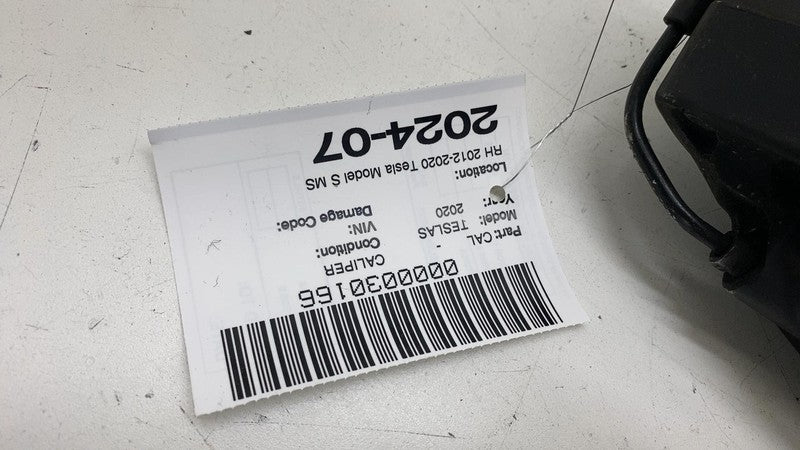 0000030166
Part: CAL - CALIPER
Model: TESLAS Condition:
Year: 2020 VIN:
Damage Code:
Location:
RH 2012-2020 Tesla Model S MS
2024-07